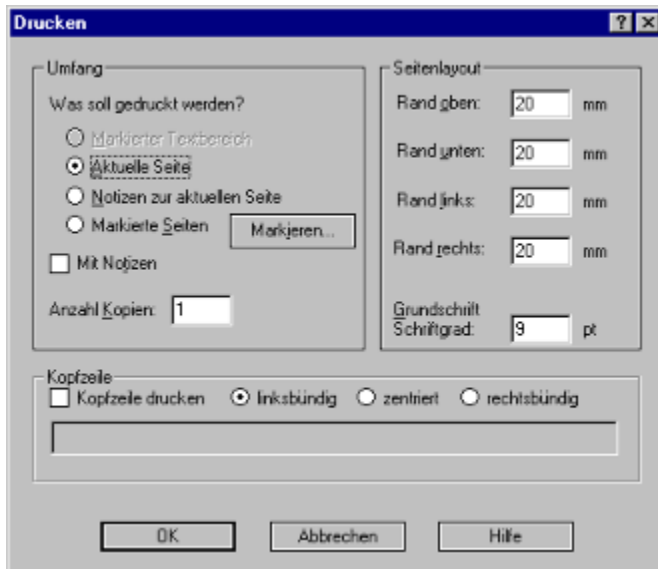 Drucken
Umfang
Was soll gedruckt werden?
Markierter Textbereich
Aktuelle Seite
Notizen zur aktuellen Seite
Markierte Seiten
Markieren...
Mit Notizen
Anzahl Kopien: 1
Seitenlayout
Rand oben: 20 mm
Rand unten: 20 mm
Rand links: 20 mm
Rand rechts: 20 mm
Grundschrift
Schriftgrad: 9 pt
Kopfzeile
Kopfzeile drucken linksbündig zentriert rechtsbündig
OK Abbrechen Hilfe